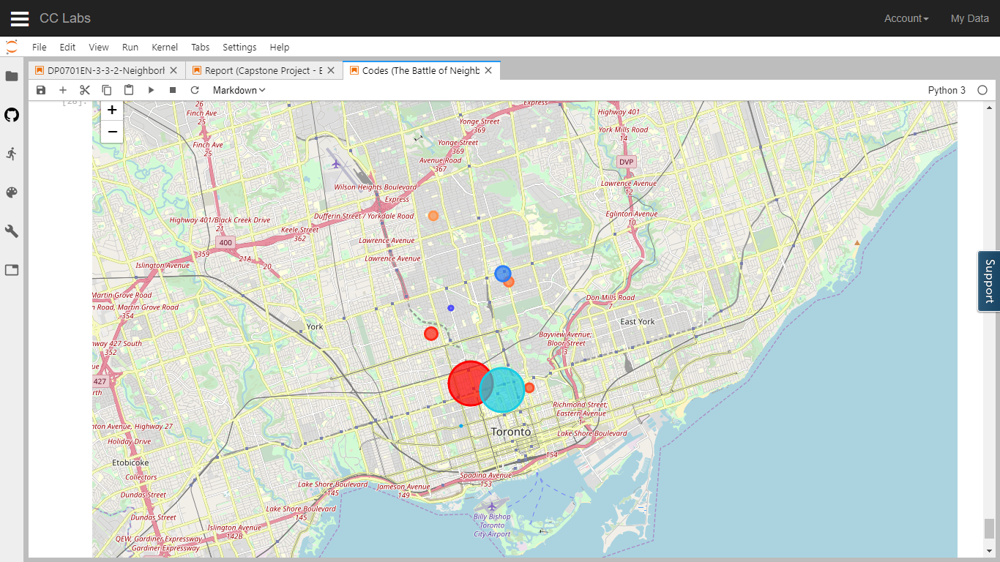 CC Labs
Account
My Data
File Edit View Run Kernel Tabs Settings Help
DP0701EN-3-3-2-Neighborh
Report (Capstone Project - B
Codes (The Battle of Neighb
Markdown
Python 3
+
−
26
Finch Ave
25
Finch Ave
25
Express
Yonge Street
369
Yonge Street
369
Avenue Road
367
Highway 401
York Mills Road
14
DVP
Lawrence Avenue
12
Wilson Heights Boulevard
Express
Dufferin Street / Yorkdale Road
Eglinton Avenue
10
Highway 401/Black Creek Drive
21
Keele Street
362
Lawrence Avenue
400
359
21A
20
Lawrence Avenue
Islington Avenue
Martin Grove Road
Martin Grove Road
354
Don-Mills Road
7
East York
York
Bayview Avenue;
Bloor Street
3
427 South
352
427
Richmond Street;
Eastern Avenue
1
Avenue, Highway 27
Toronto
Lake Shore Boulevard
Holiday Drive
154
Etobicoke
Collectors
Spadina Avenue
153
Lake Shore Boulevard
145
Jameson Avenue
149
Dundas Street
Lake Shore Boulevard
145
Dundas Street
Billy Bishop
Toronto
City Airport
Islington Avenue
142B
QEW, Gardiner Expressway
Gardiner Expressway
Support